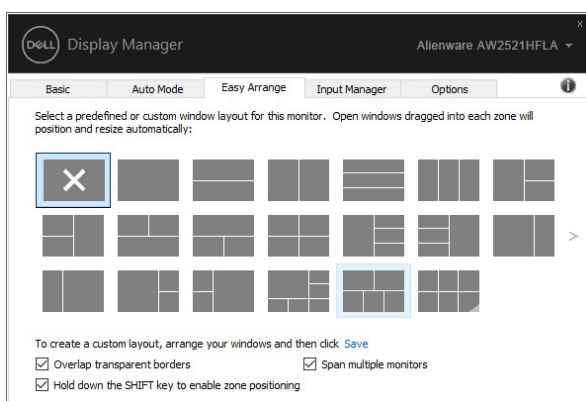 DELL Display Manager Alienware AW2521HFLA
x
Basic Auto Mode Easy Arrange Input Manager Options
Select a predefined or custom window layout for this monitor. Open windows dragged into each zone will
position and resize automatically:
To create a custom layout, arrange your windows and then click Save
Overlap transparent borders Span multiple monitors
Hold down the SHIFT key to enable zone positioning